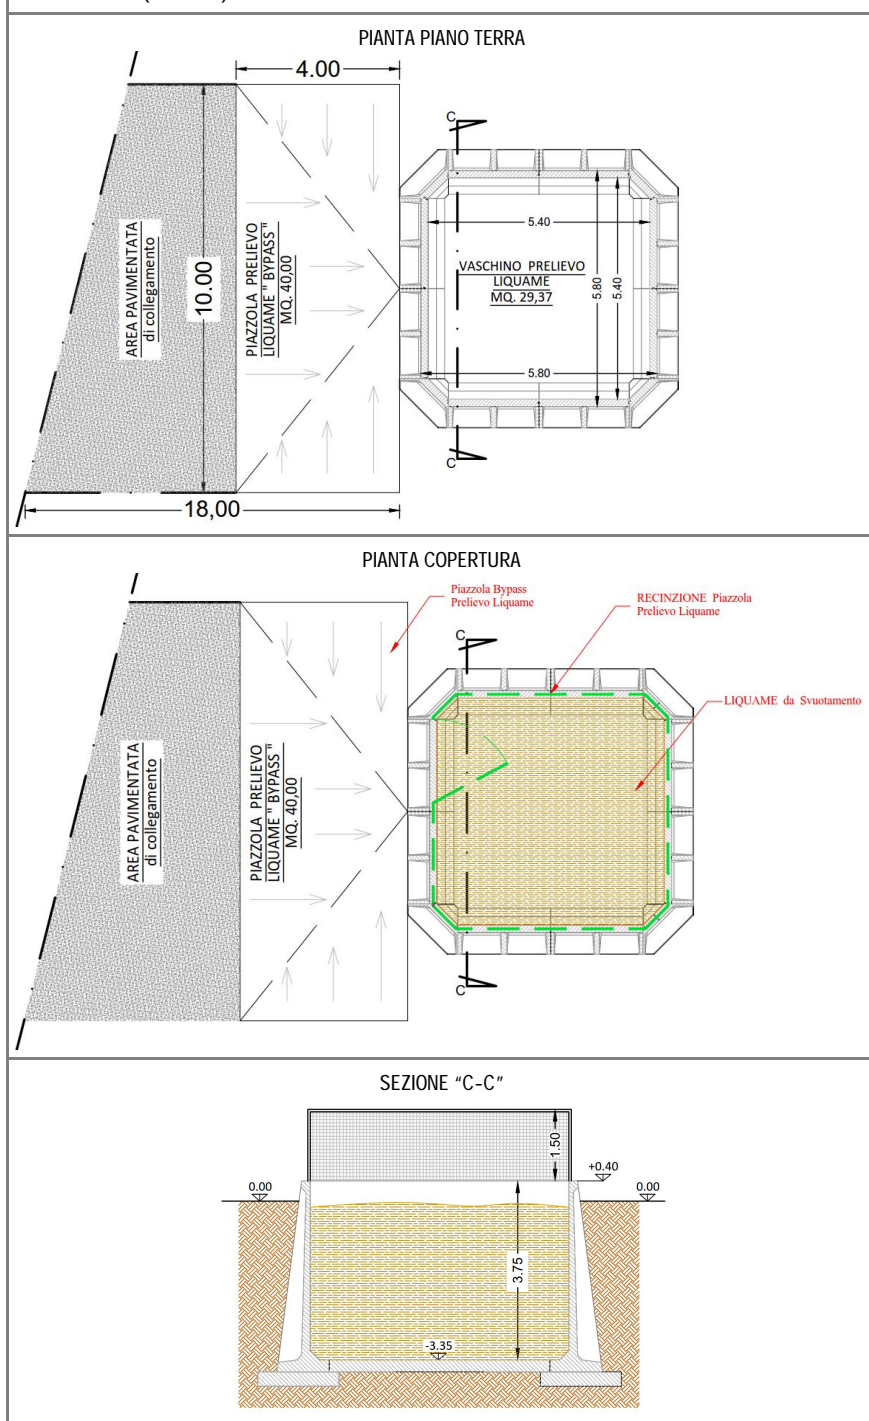 PIANTA PIANO TERRA
4.00
C
AREA PAVIMENTATA
di collegamento
10.00
PIAZZOLA PRELIEVO
LIQUAME " BYPASS "
MQ. 40,00
5.40
VASCHINO PRELIEVO
LIQUAME
MQ. 29,37
5.80
5.40
5.80
C
18,00
PIANTA COPERTURA
Piazzola Bypass
Prelievo Liquame
RECINZIONE Piazzola
Prelievo Liquame
C
LIQUAME da Svuotamento
AREA PAVIMENTATA
di collegamento
PIAZZOLA PRELIEVO
LIQUAME " BYPASS "
MQ. 40,00
C
SEZIONE "C-C"
1.50
+0.40
0.00
0.00
3.75
-3.35